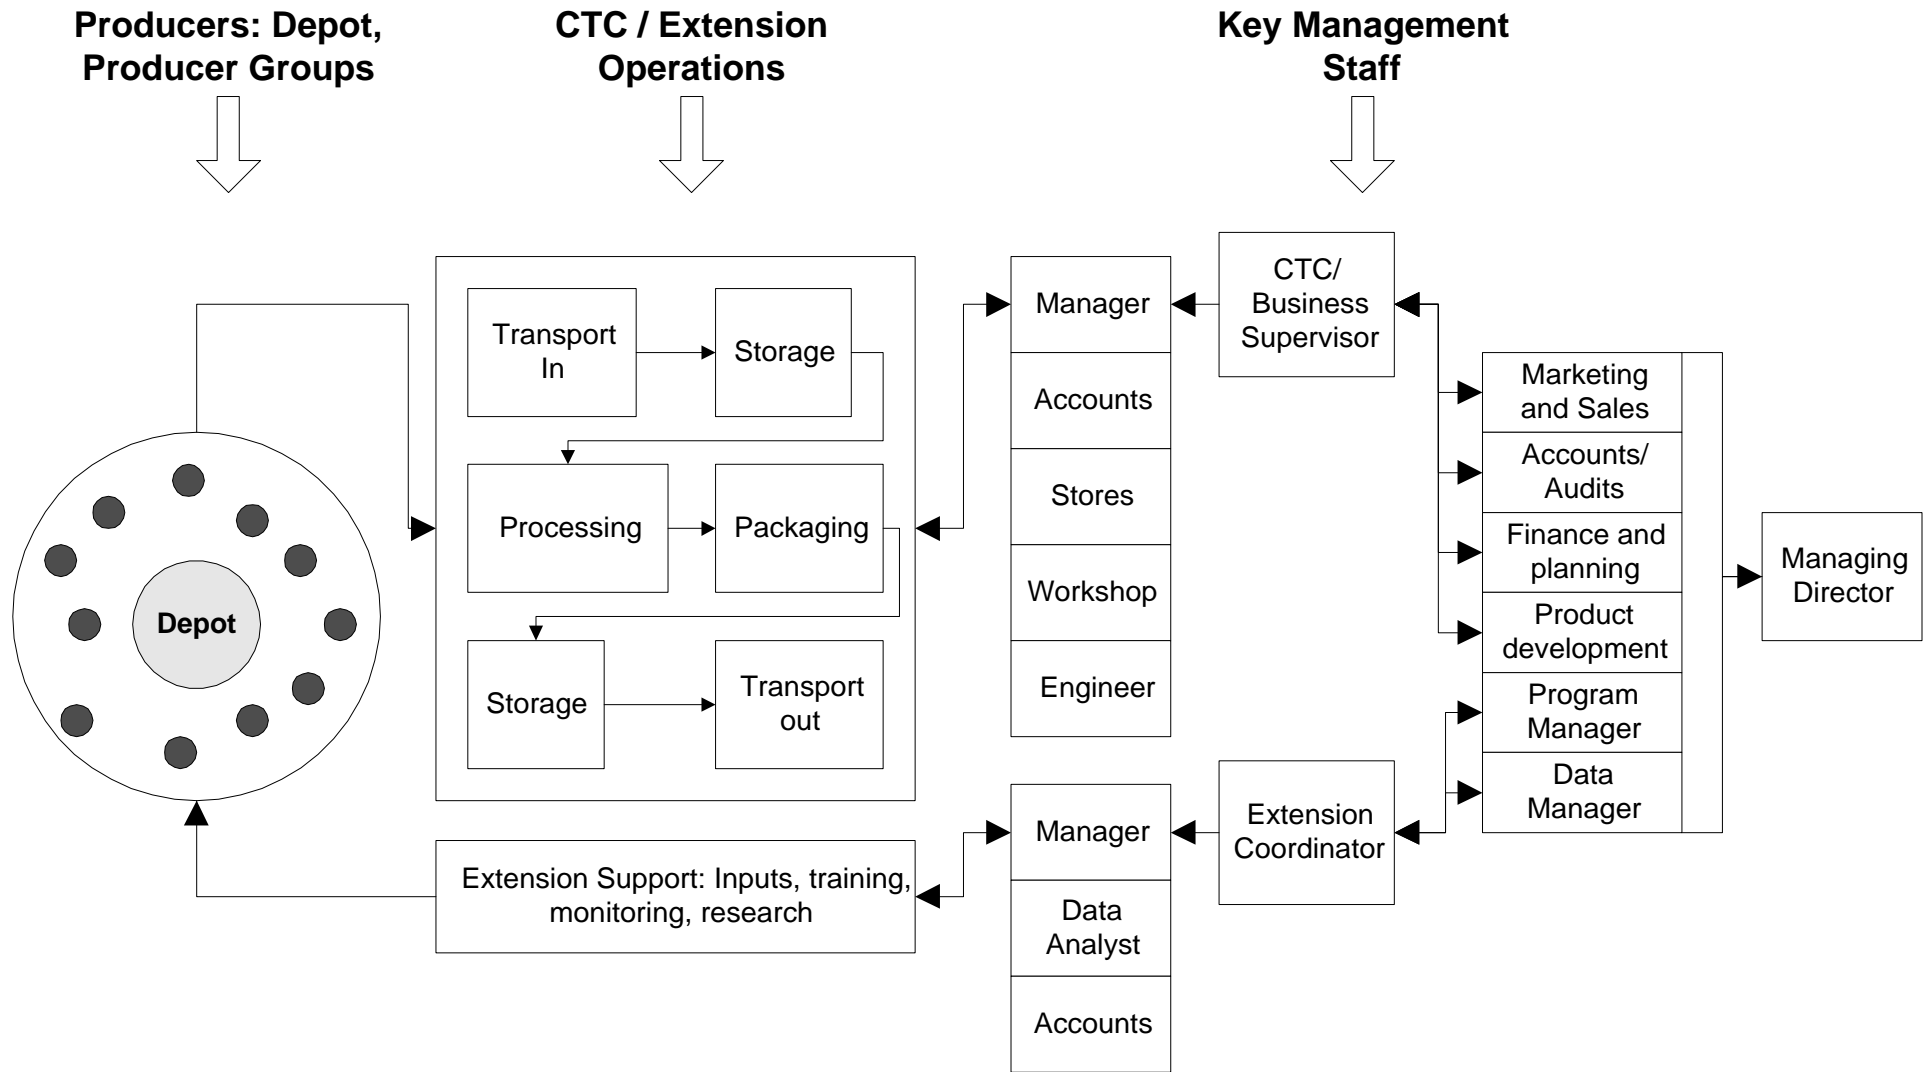 Producers: Depot,
Producer Groups
CTC / Extension
Operations
Key Management
Staff
Depot
Transport
In
Storage
Processing
Packaging
Storage
Transport
out
Extension Support: Inputs, training,
monitoring, research
Manager
Accounts
Stores
Workshop
Engineer
Manager
Data
Analyst
Accounts
CTC/
Business
Supervisor
Extension
Coordinator
Marketing
and Sales
Accounts/
Audits
Finance and
planning
Product
development
Program
Manager
Data
Manager
Managing
Director